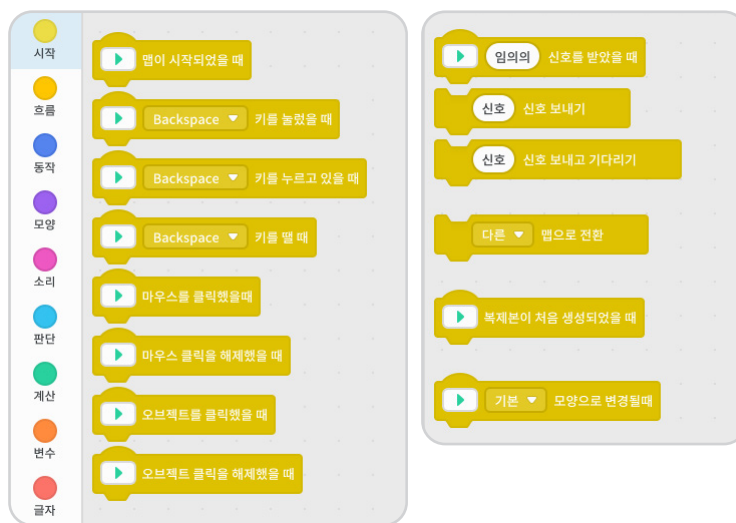 시작
흐름
동작
모양
소리
판단
계산
변수
글자
맵이 시작되었을 때
Backspace 키를 눌렀을 때
Backspace 키를 누르고 있을 때
Backspace 키를 뗄 때
마우스를 클릭했을때
마우스 클릭을 해제했을 때
오브젝트를 클릭했을 때
오브젝트 클릭을 해제했을 때
임의의 신호를 받았을 때
신호 신호 보내기
신호 신호 보내고 기다리기
다른 맵으로 전환
복제본이 처음 생성되었을 때
기본 모양으로 변경될때